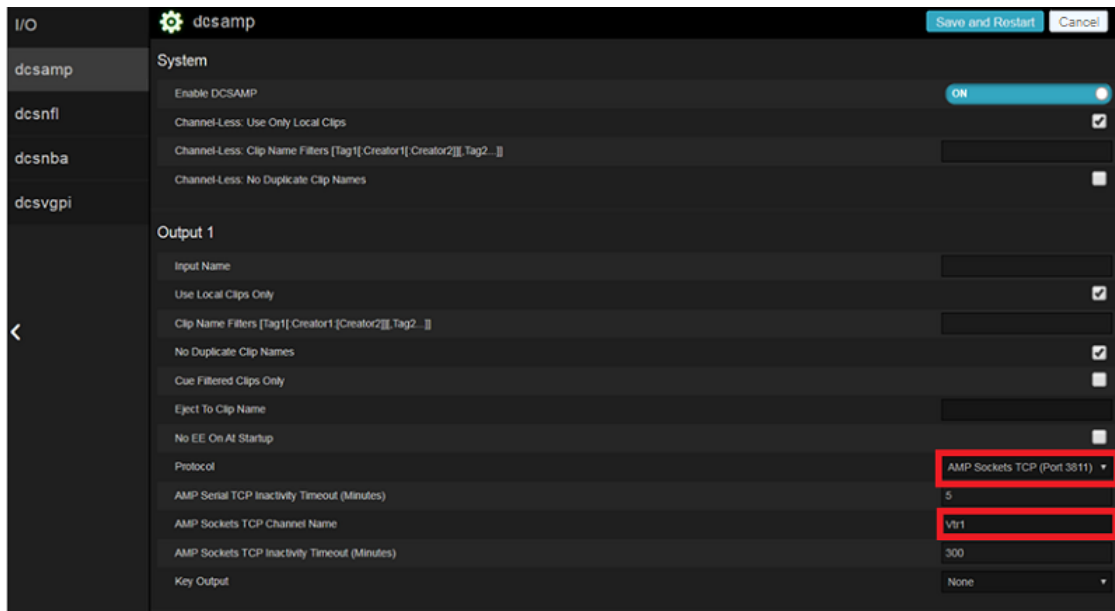 I/O
dcsamp
dcsnfl
dcsnba
dcsvgpi
dcsamp
Save and Restart
Cancel
System
Enable DCSAMP
ON
Channel-Less: Use Only Local Clips
Channel-Less: Clip Name Filters [Tag1[:Creator1[:Creator2]][,Tag2...]]
Channel-Less: No Duplicate Clip Names
Output 1
Input Name
Use Local Clips Only
Clip Name Filters [Tag1[:Creator1:[Creator2]][,Tag2...]]
No Duplicate Clip Names
Cue Filtered Clips Only
Eject To Clip Name
No EE On At Startup
Protocol
AMP Sockets TCP (Port 3811)
AMP Serial TCP Inactivity Timeout (Minutes)
5
AMP Sockets TCP Channel Name
Vtr1
AMP Sockets TCP Inactivity Timeout (Minutes)
300
Key Output
None